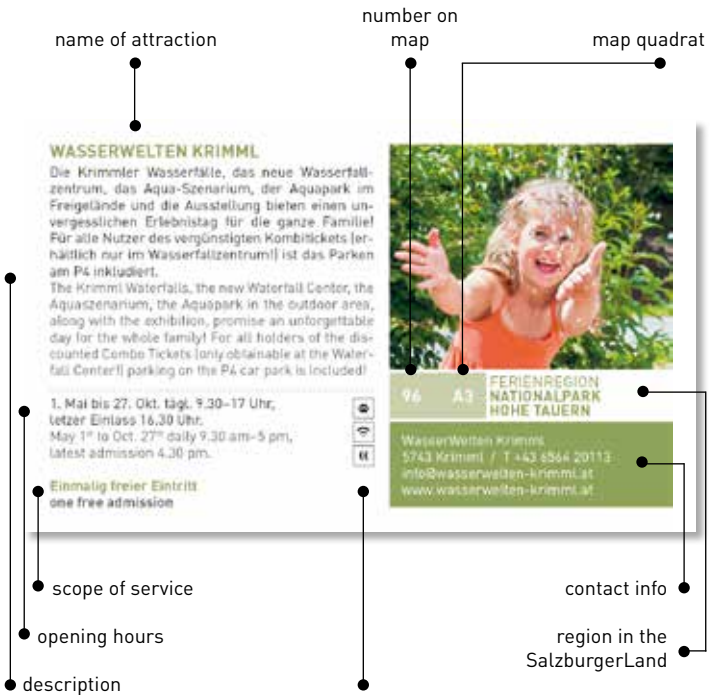 number on
map
name of attraction
map quadrat
WASSERWELTEN KRIMML
Die Krimmler Wasserfälle, das neue Wasserfall-
zentrum, das Aqua-Szenarium, der Aquapark im
Freigelände und die Ausstellung bieten einen un-
vergesslichen Erlebnistag für die ganze Familie!
Für alle Nutzer des vergünstigten Kombitickets (er-
hältlich nur im Wasserfallzentrum!) ist das Parken
am P4 inkludiert.
The Krimml Waterfalls, the new Waterfall Center, the
Aquaszenarium, the Aquapark in the outdoor area,
along with the exhibition, promise an unforgettable
day for the whole family! For all holders of the dis-
counted Combo Tickets (only obtainable at the Water-
fall Center!) parking on the P4 car park is included!
1. Mai bis 27. Okt. tägl. 9.30–17 Uhr,
letzer Einlass 16.30 Uhr.
May 1st to Oct. 27th daily 9.30 am–5 pm,
latest admission 4.30 pm.
Einmalig freier Eintritt
one free admission
96 A3
FERIENREGION
NATIONALPARK
HOHE TAUERN
WasserWelten Krimml
5743 Krimml / T +43 6564 20113
info@wasserwelten-krimml.at
www.wasserwelten-krimml.at
scope of service
contact info
opening hours
region in the
SalzburgerLand
description